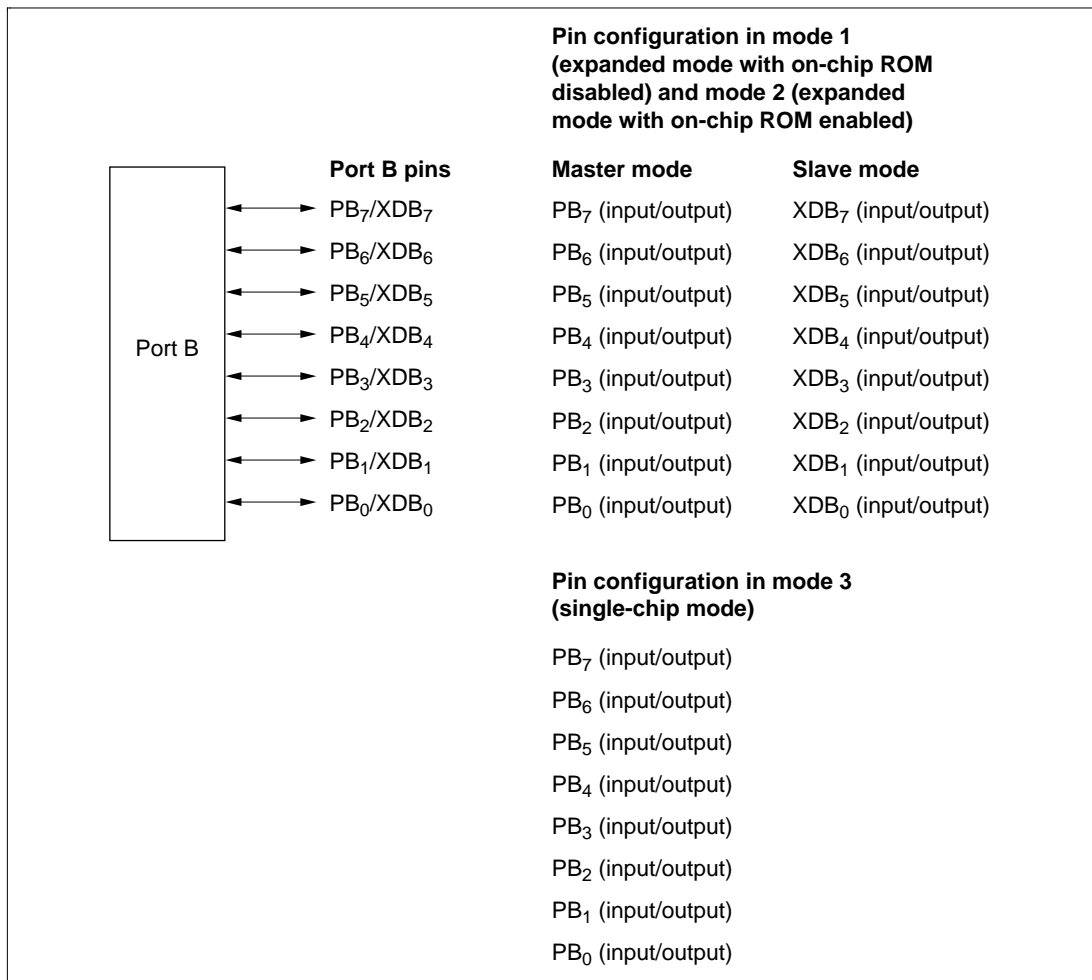 Pin configuration in mode 1
(expanded mode with on-chip ROM
disabled) and mode 2 (expanded
mode with on-chip ROM enabled)
Port B pins Master mode Slave mode
PB₇/XDB₇ PB₇ (input/output) XDB₇ (input/output)
PB₆/XDB₆ PB₆ (input/output) XDB₆ (input/output)
PB₅/XDB₅ PB₅ (input/output) XDB₅ (input/output)
PB₄/XDB₄ PB₄ (input/output) XDB₄ (input/output)
Port B
PB₃/XDB₃ PB₃ (input/output) XDB₃ (input/output)
PB₂/XDB₂ PB₂ (input/output) XDB₂ (input/output)
PB₁/XDB₁ PB₁ (input/output) XDB₁ (input/output)
PB₀/XDB₀ PB₀ (input/output) XDB₀ (input/output)
Pin configuration in mode 3
(single-chip mode)
PB₇ (input/output)
PB₆ (input/output)
PB₅ (input/output)
PB₄ (input/output)
PB₃ (input/output)
PB₂ (input/output)
PB₁ (input/output)
PB₀ (input/output)